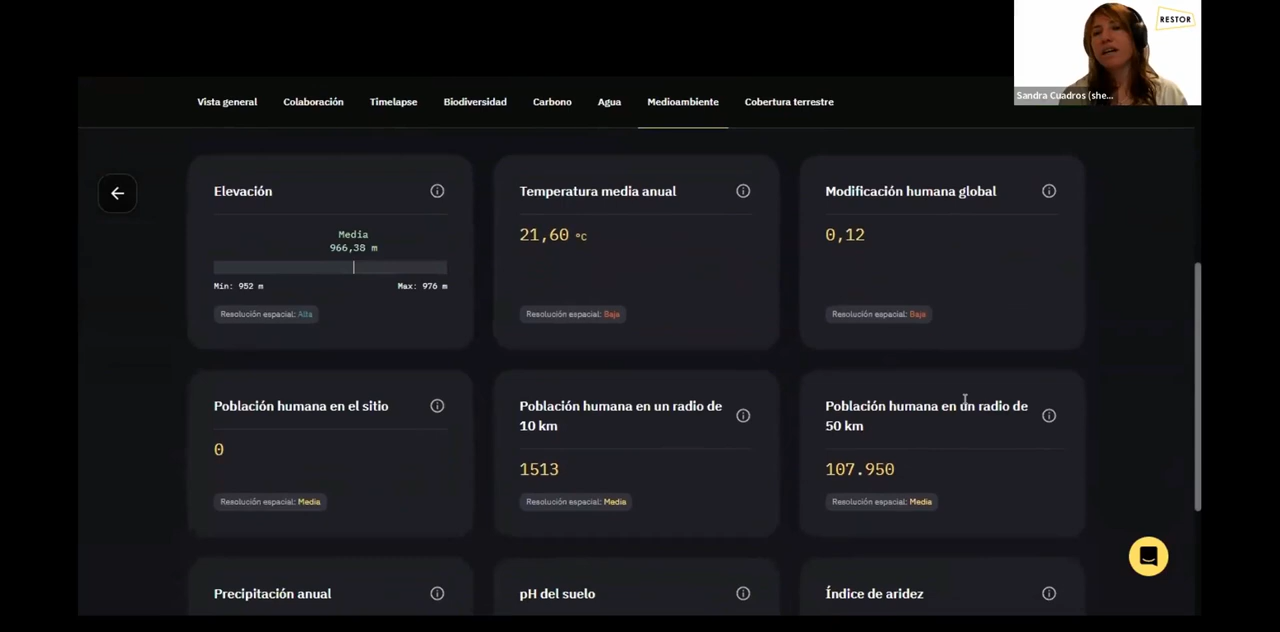 RESTOR
Sandra Cuadros (she...
Vista general Colaboración Timelapse Biodiversidad Carbono Agua Medioambiente Cobertura terrestre
Elevación
Media
966,38 m
Min: 952 m Max: 976 m
Resolución espacial: Alta
Temperatura media anual
21,60 °C
Resolución espacial: Baja
Modificación humana global
0,12
Resolución espacial: Baja
Población humana en el sitio
0
Resolución espacial: Media
Población humana en un radio de
10 km
1513
Resolución espacial: Media
Población humana en un radio de
50 km
107.950
Resolución espacial: Media
Precipitación anual
pH del suelo
Índice de aridez